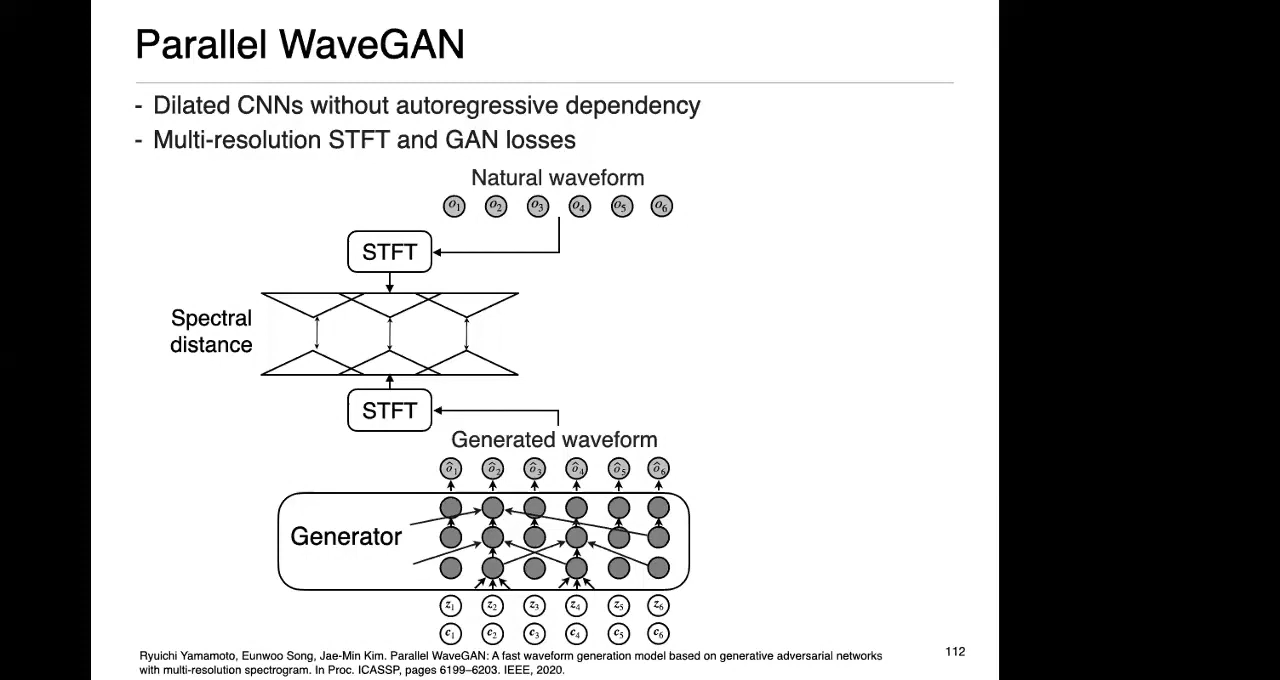 Parallel WaveGAN
- Dilated CNNs without autoregressive dependency
- Multi-resolution STFT and GAN losses
Natural waveform
o1 o2 o3 o4 o5 o6
STFT
Spectral
distance
STFT
Generated waveform
ô1 ô2 ô3 ô4 ô5 ô6
Generator
z1 z2 z3 z4 z5 z6
c1 c2 c3 c4 c5 c6
Ryuichi Yamamoto, Eunwoo Song, Jae-Min Kim. Parallel WaveGAN: A fast waveform generation model based on generative adversarial networks
with multi-resolution spectrogram. In Proc. ICASSP, pages 6199–6203. IEEE, 2020.
112